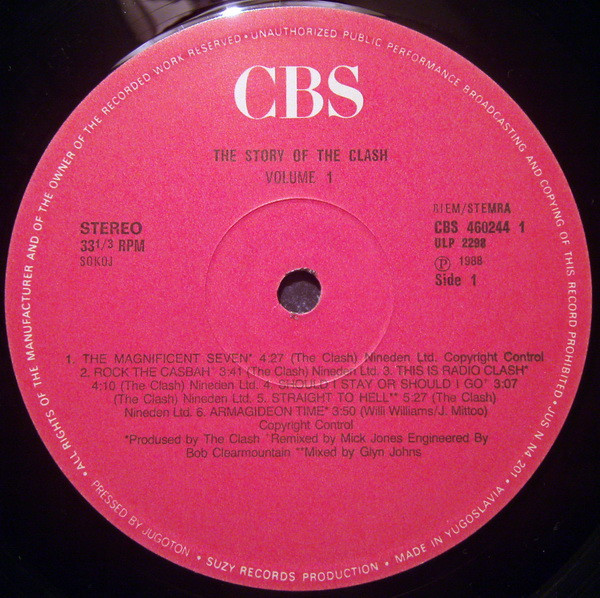 • ALL RIGHTS OF THE MANUFACTURER AND OF THE OWNER OF THE RECORDED WORK RESERVED • UNAUTHORIZED PUBLIC PERFORMANCE BROADCASTING AND COPYING OF THIS RECORD PROHIBITED • JUS N N4 201
CBS
THE STORY OF THE CLASH
VOLUME 1
STEREO
33 1/3 RPM
SOKOJ
BIEM/STEMRA
CBS 460244 1
ULP 2298
Ⓟ 1988
Side 1
1. THE MAGNIFICENT SEVEN* 4:27 (The Clash) Nineden Ltd. Copyright Control
2. ROCK THE CASBAH˙ 3:41 (The Clash) Nineden Ltd. 3. THIS IS RADIO CLASH*
4:10 (The Clash) Nineden Ltd. 4. SHOULD I STAY OR SHOULD I GO˙ 3:07
(The Clash) Nineden Ltd. 5. STRAIGHT TO HELL** 5:27 (The Clash)
Nineden Ltd. 6. ARMAGIDEON TIME* 3:50 (Willi Williams/J. Mittoo)
Copyright Control
*Prodused by The Clash ˙Remixed by Mick Jones Engineered By
Bob Clearmountain **Mixed by Glyn Johns
• PRESSED BY JUGOTON • SUZY RECORDS PRODUCTION • MADE IN YUGOSLAVIA •